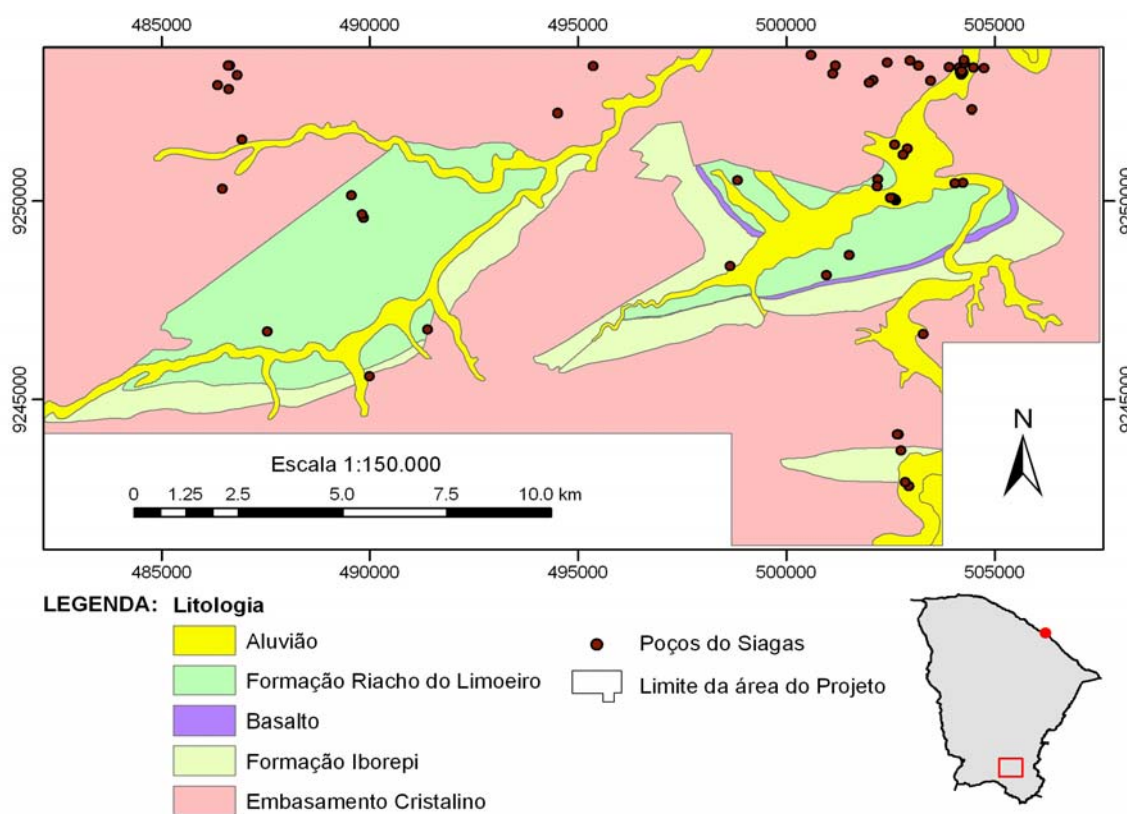 485000 490000 495000 500000 505000
9250000 9250000
9245000 9245000
N
Escala 1:150.000
0 1.25 2.5 5.0 7.5 10.0 km
485000 490000 495000 500000 505000
LEGENDA: Litologia
Aluvião
Formação Riacho do Limoeiro
Basalto
Formação Iborepi
Embasamento Cristalino
Poços do Siagas
Limite da área do Projeto